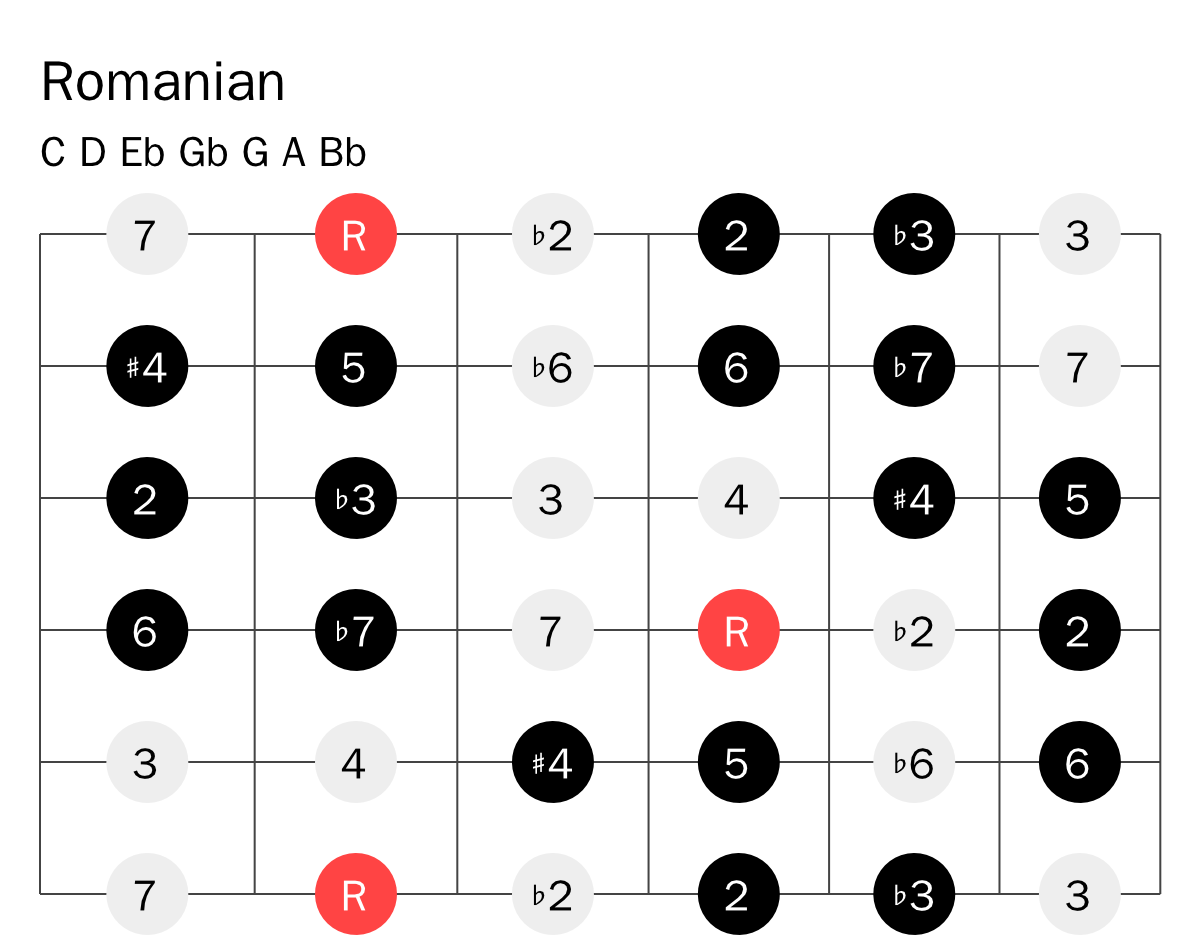 Romanian
C D Eb Gb G A Bb
7 R ♭2 2 ♭3 3
♯4 5 ♭6 6 ♭7 7
2 ♭3 3 4 ♯4 5
6 ♭7 7 R ♭2 2
3 4 ♯4 5 ♭6 6
7 R ♭2 2 ♭3 3